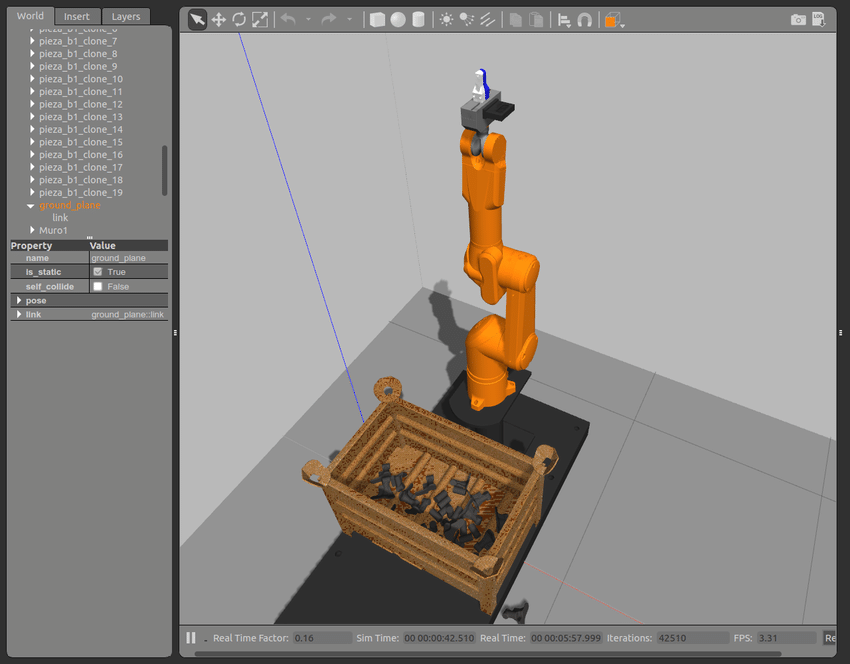 World Insert Layers
pieza_b1_clone_6
pieza_b1_clone_7
pieza_b1_clone_8
pieza_b1_clone_9
pieza_b1_clone_10
pieza_b1_clone_11
pieza_b1_clone_12
pieza_b1_clone_13
pieza_b1_clone_14
pieza_b1_clone_15
pieza_b1_clone_16
pieza_b1_clone_17
pieza_b1_clone_18
pieza_b1_clone_19
ground_plane
link
Muro1
Property Value
name ground_plane
is_static True
self_collide False
pose
link ground_plane::link
LOG
Real Time Factor: 0.16 Sim Time: 00 00:00:42.510 Real Time: 00 00:05:57.999 Iterations: 42510 FPS: 3.31 Re